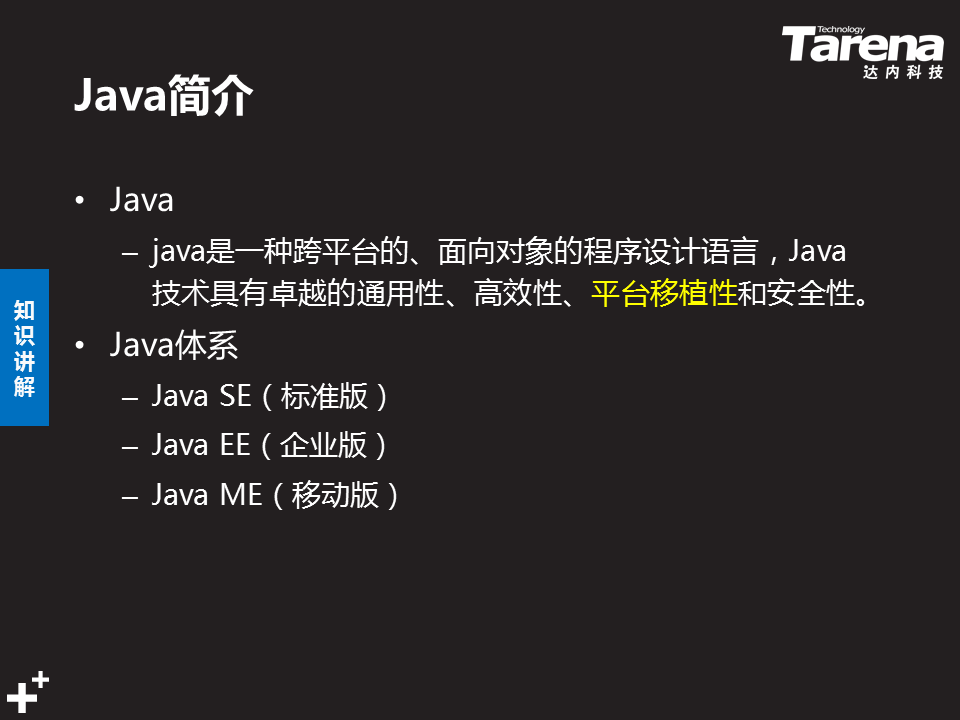 Technology
Tarena
达内科技
Java简介
• Java
– java是一种跨平台的、面向对象的程序设计语言，Java
技术具有卓越的通用性、高效性、平台移植性和安全性。
• Java体系
– Java SE（标准版）
– Java EE（企业版）
– Java ME（移动版）
知识讲解